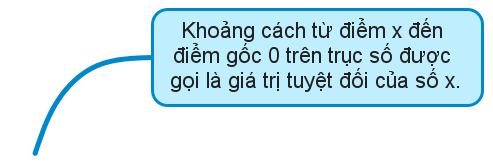 Khoảng cách từ điểm x đến
điểm gốc 0 trên trục số được
gọi là giá trị tuyệt đối của số x.